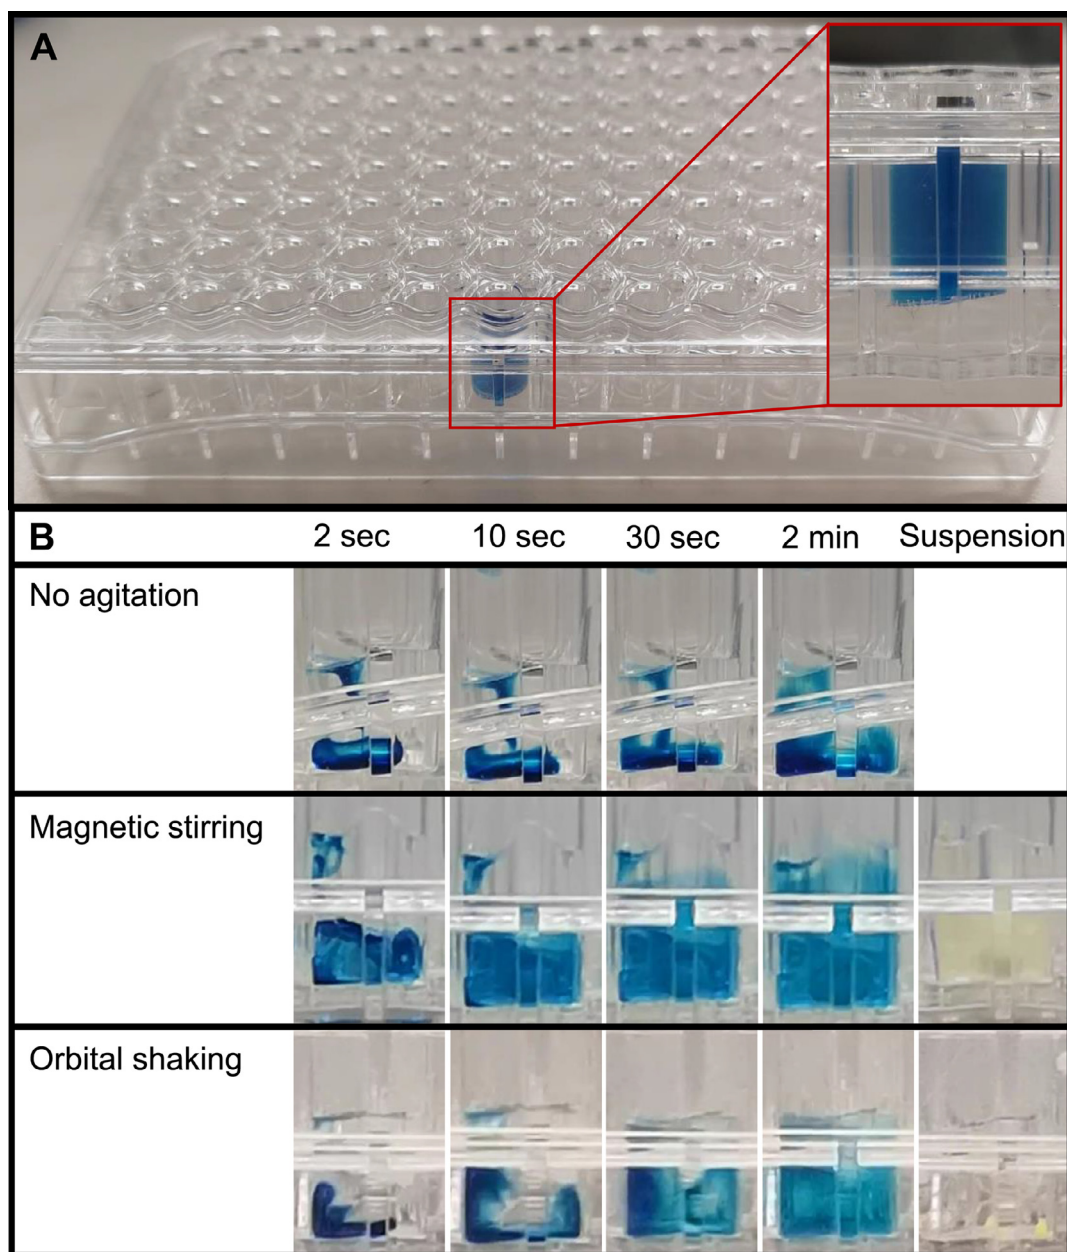 A
B 2 sec 10 sec 30 sec 2 min Suspension
No agitation
Magnetic stirring
Orbital shaking